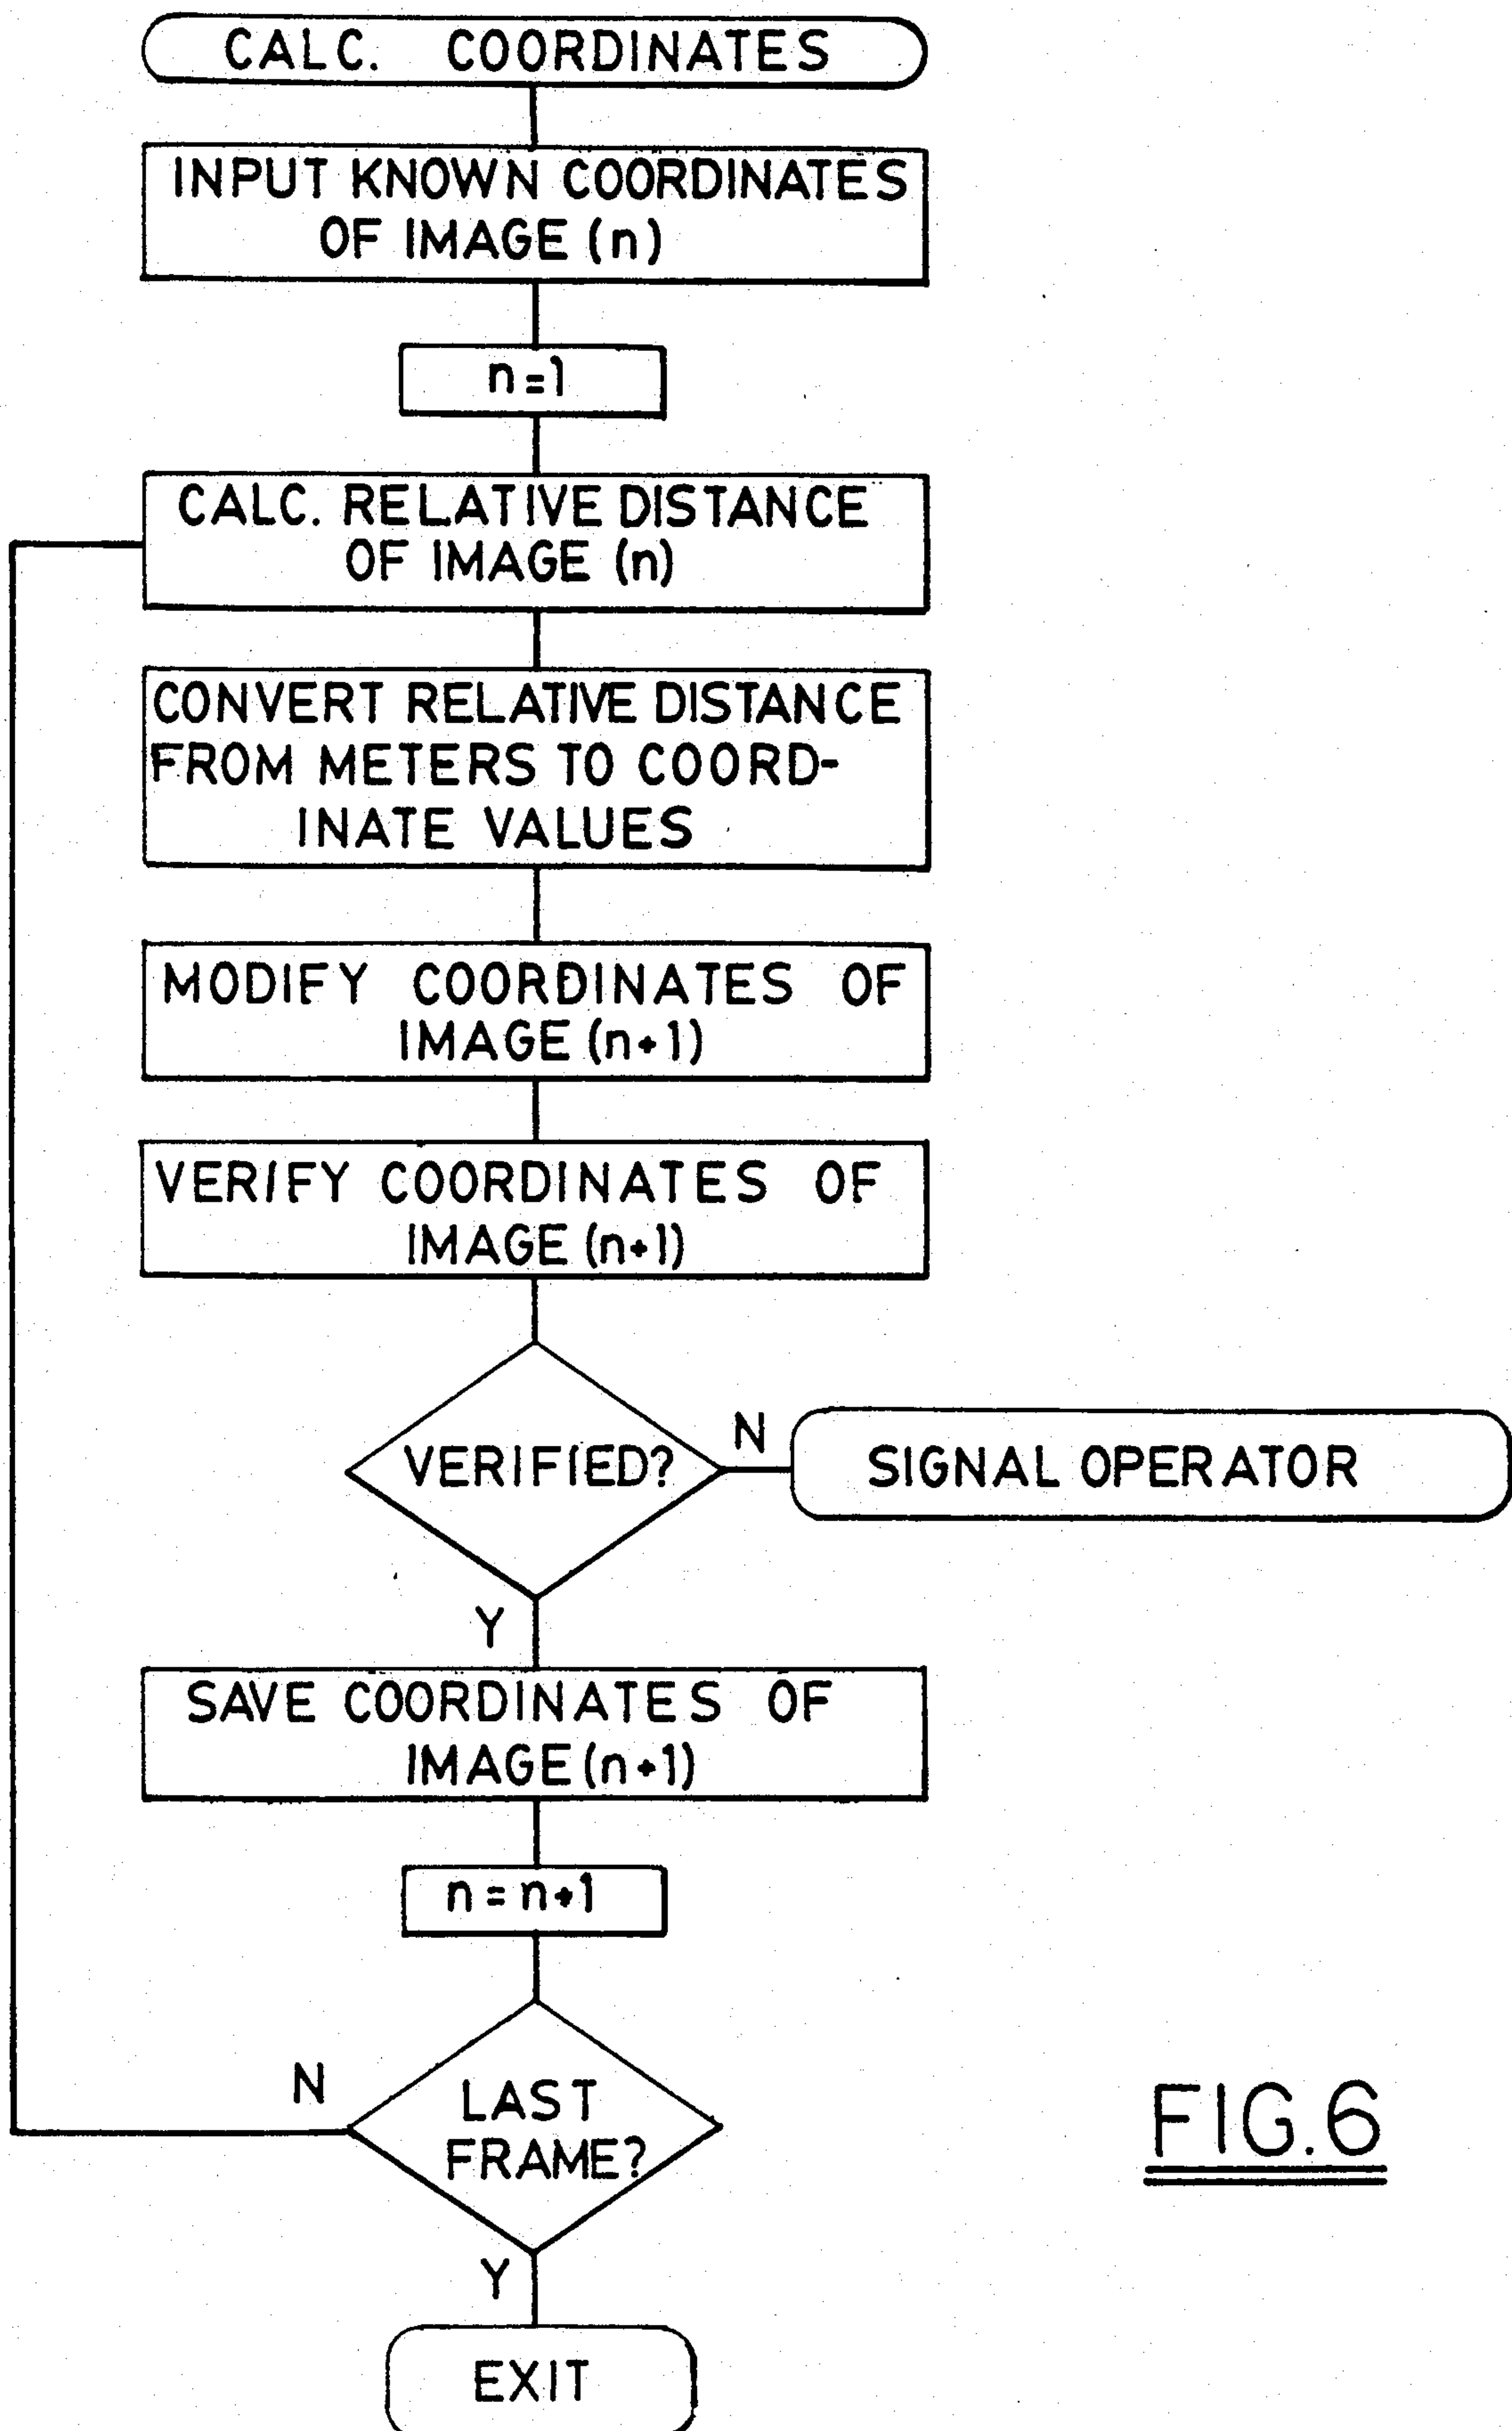 CALC. COORDINATES
INPUT KNOWN COORDINATES
OF IMAGE (n)
n=1
CALC. RELATIVE DISTANCE
OF IMAGE (n)
CONVERT RELATIVE DISTANCE
FROM METERS TO COORD-
INATE VALUES
MODIFY COORDINATES OF
IMAGE (n+1)
VERIFY COORDINATES OF
IMAGE (n+1)
VERIFIED?
N
SIGNAL OPERATOR
Y
SAVE COORDINATES OF
IMAGE (n+1)
n = n+1
N
LAST
FRAME?
Y
EXIT
FIG.6